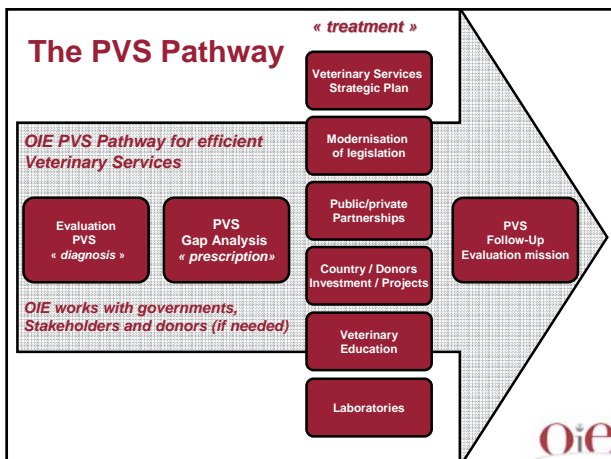 The PVS Pathway
« treatment »
OIE PVS Pathway for efficient
Veterinary Services
Evaluation
PVS
« diagnosis »
PVS
Gap Analysis
« prescription»
Veterinary Services
Strategic Plan
Modernisation
of legislation
Public/private
Partnerships
Country / Donors
Investment / Projects
Veterinary
Education
Laboratories
PVS
Follow-Up
Evaluation mission
OIE works with governments,
Stakeholders and donors (if needed)
Oie